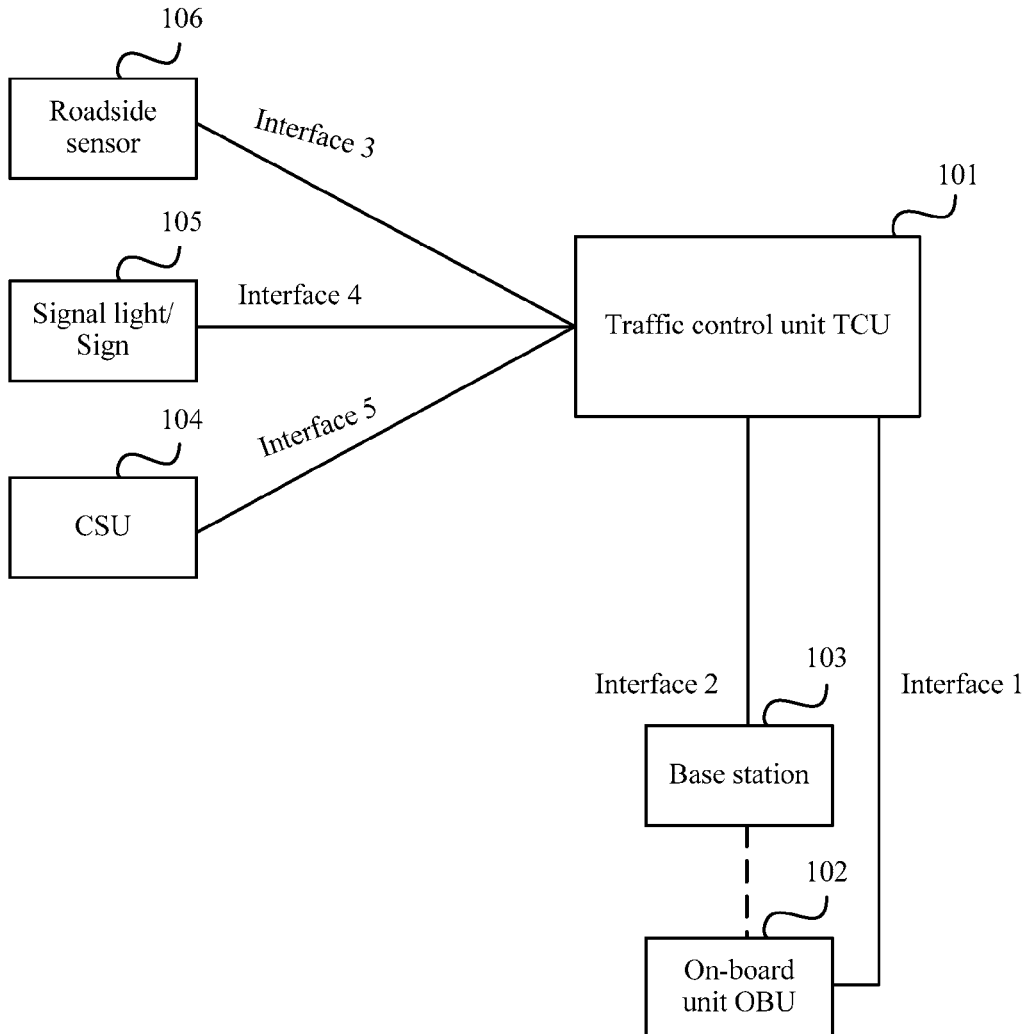 106
Roadside
sensor
Interface 3
101
105
Signal light/
Sign
Interface 4
Traffic control unit TCU
104
CSU
Interface 5
103
Interface 2
Interface 1
Base station
102
On-board
unit OBU